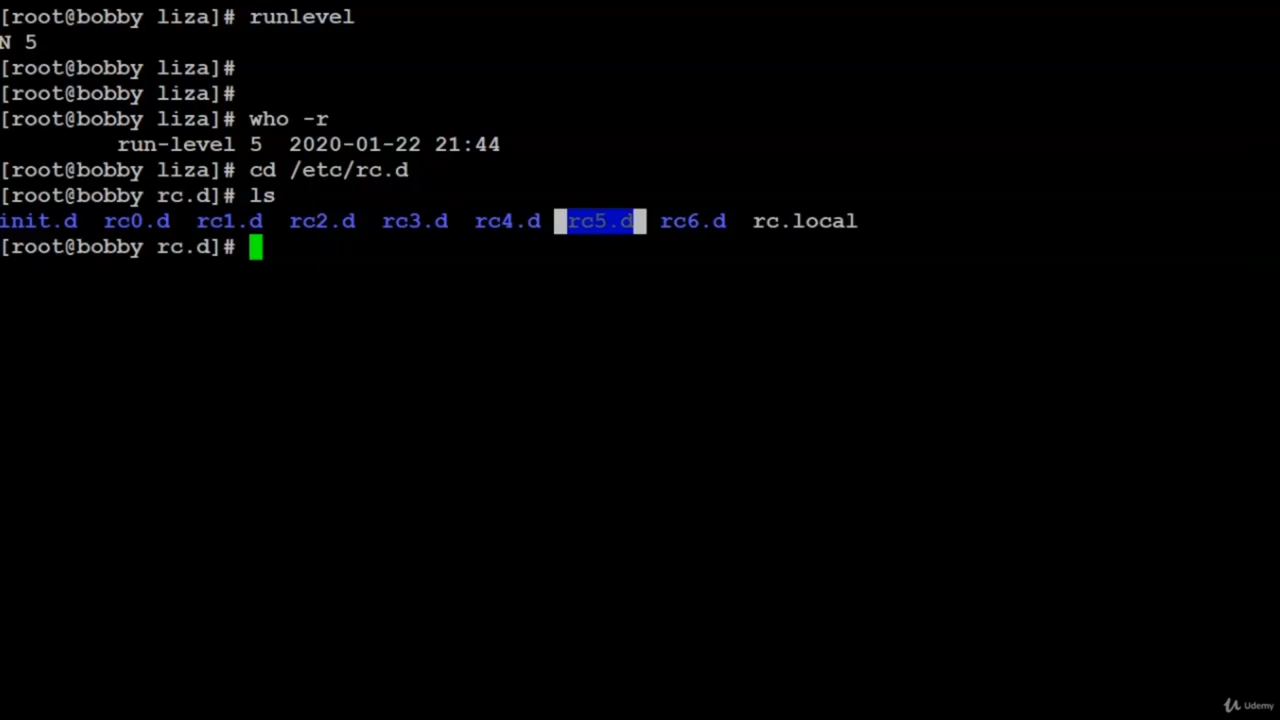 [root@bobby liza]# runlevel
N 5
[root@bobby liza]#
[root@bobby liza]#
[root@bobby liza]# who -r
         run-level 5  2020-01-22 21:44
[root@bobby liza]# cd /etc/rc.d
[root@bobby rc.d]# ls
init.d  rc0.d  rc1.d  rc2.d  rc3.d  rc4.d  rc5.d  rc6.d  rc.local
[root@bobby rc.d]#
Udemy